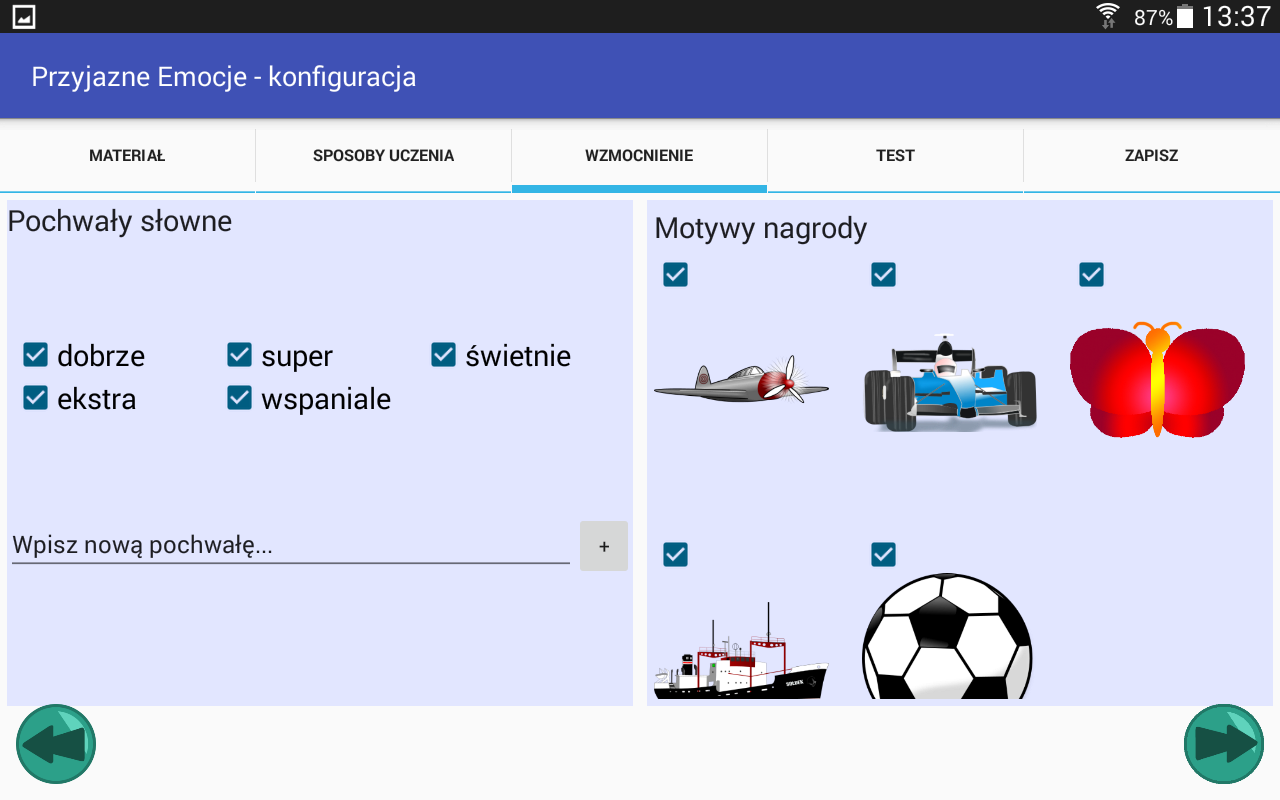 87% 13:37
Przyjazne Emocje - konfiguracja
MATERIAŁ SPOSOBY UCZENIA WZMOCNIENIE TEST ZAPISZ
Pochwały słowne
dobrze super świetnie
ekstra wspaniale
Wpisz nową pochwałę...
+
Motywy nagrody